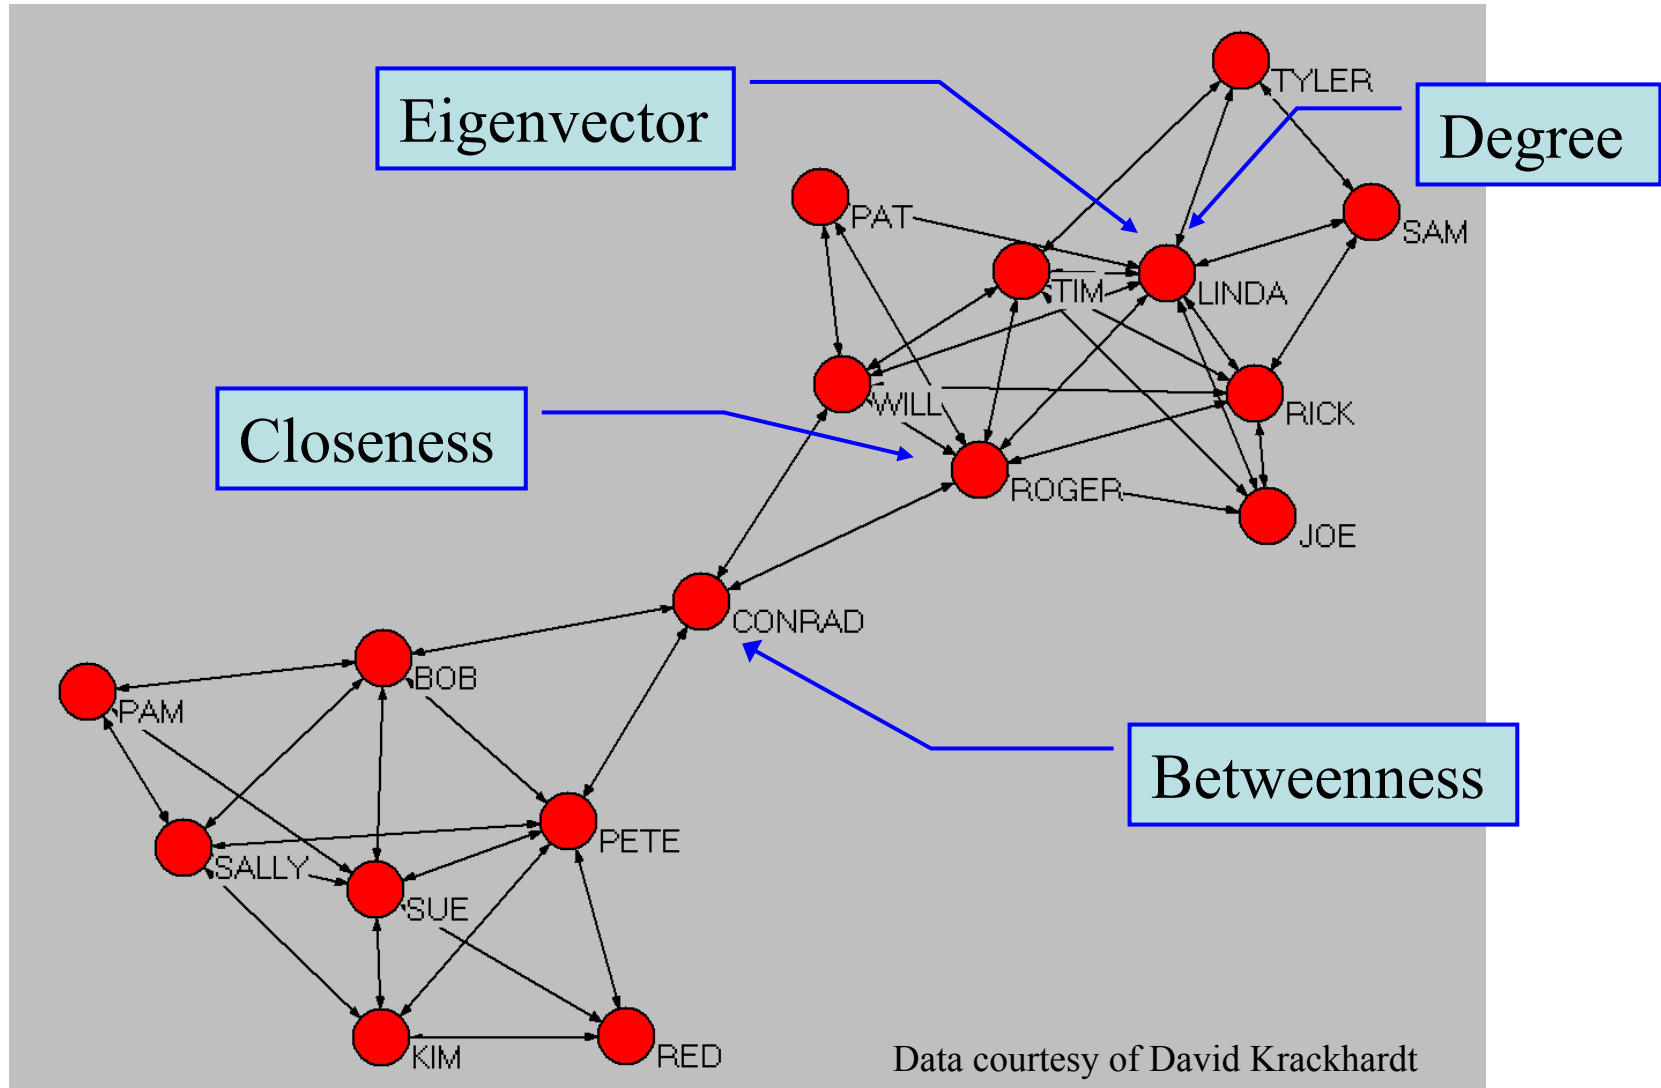 TYLER
Eigenvector
Degree
PAT
SAM
TIM
LINDA
WILL
RICK
Closeness
ROGER
JOE
CONRAD
BOB
PAM
Betweenness
PETE
SALLY
SUE
KIM
RED
Data courtesy of David Krackhardt